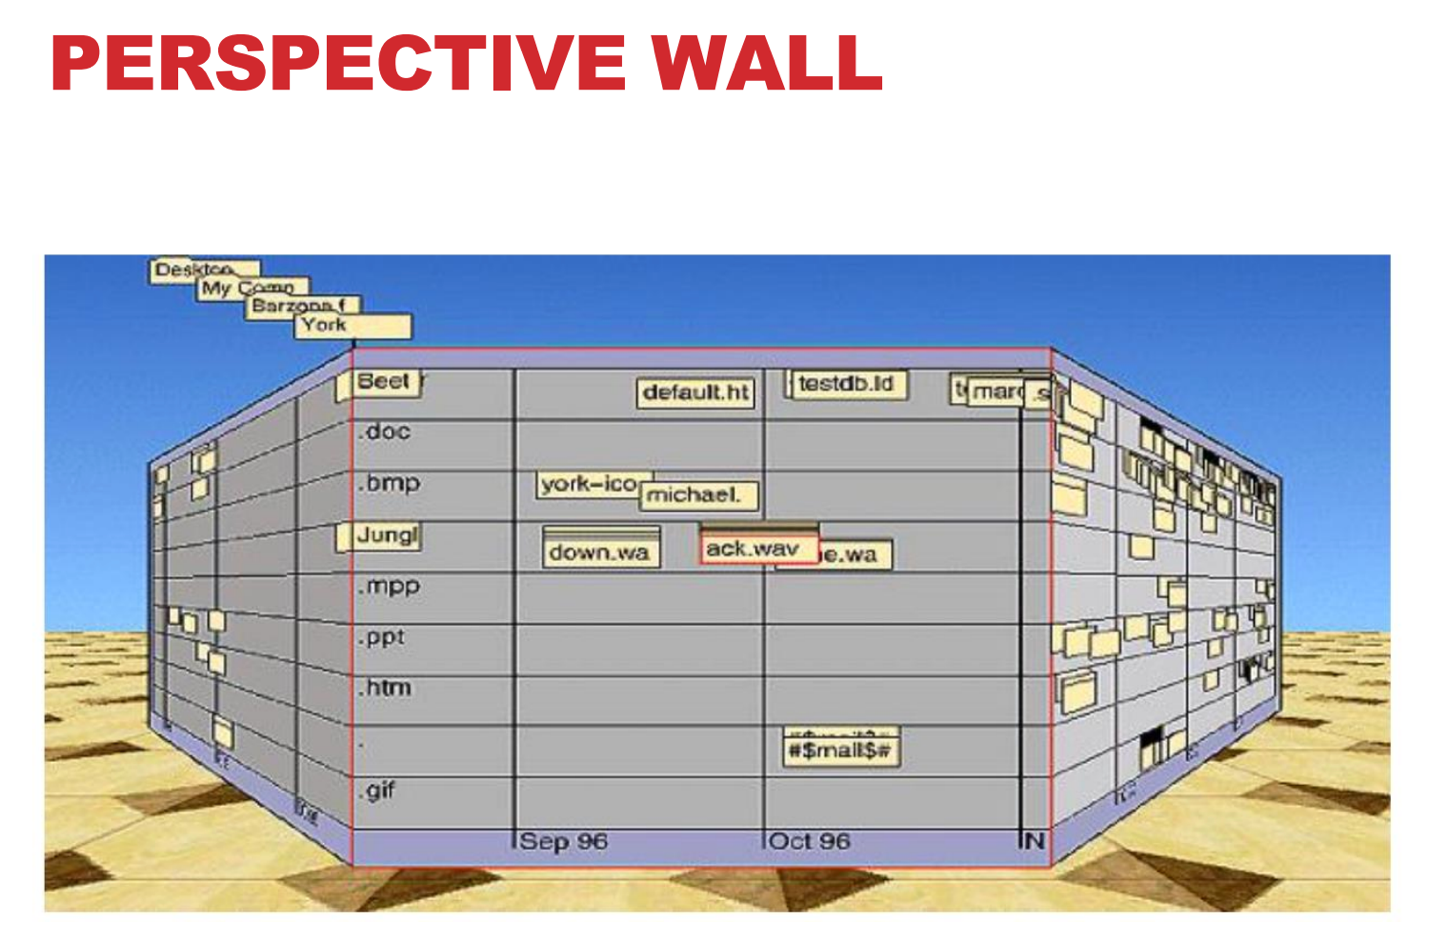 PERSPECTIVE WALL
Desktop
My Comp
Barzona.f
York
Beet
default.ht
testdb.ld
marc
.s
.doc
.bmp
york-ico
michael.
Jungl
down.wa
ack.wav
e.wa
.mpp
.ppt
.htm
.
#$mail$#
.gif
Sep 96
Oct 96
N